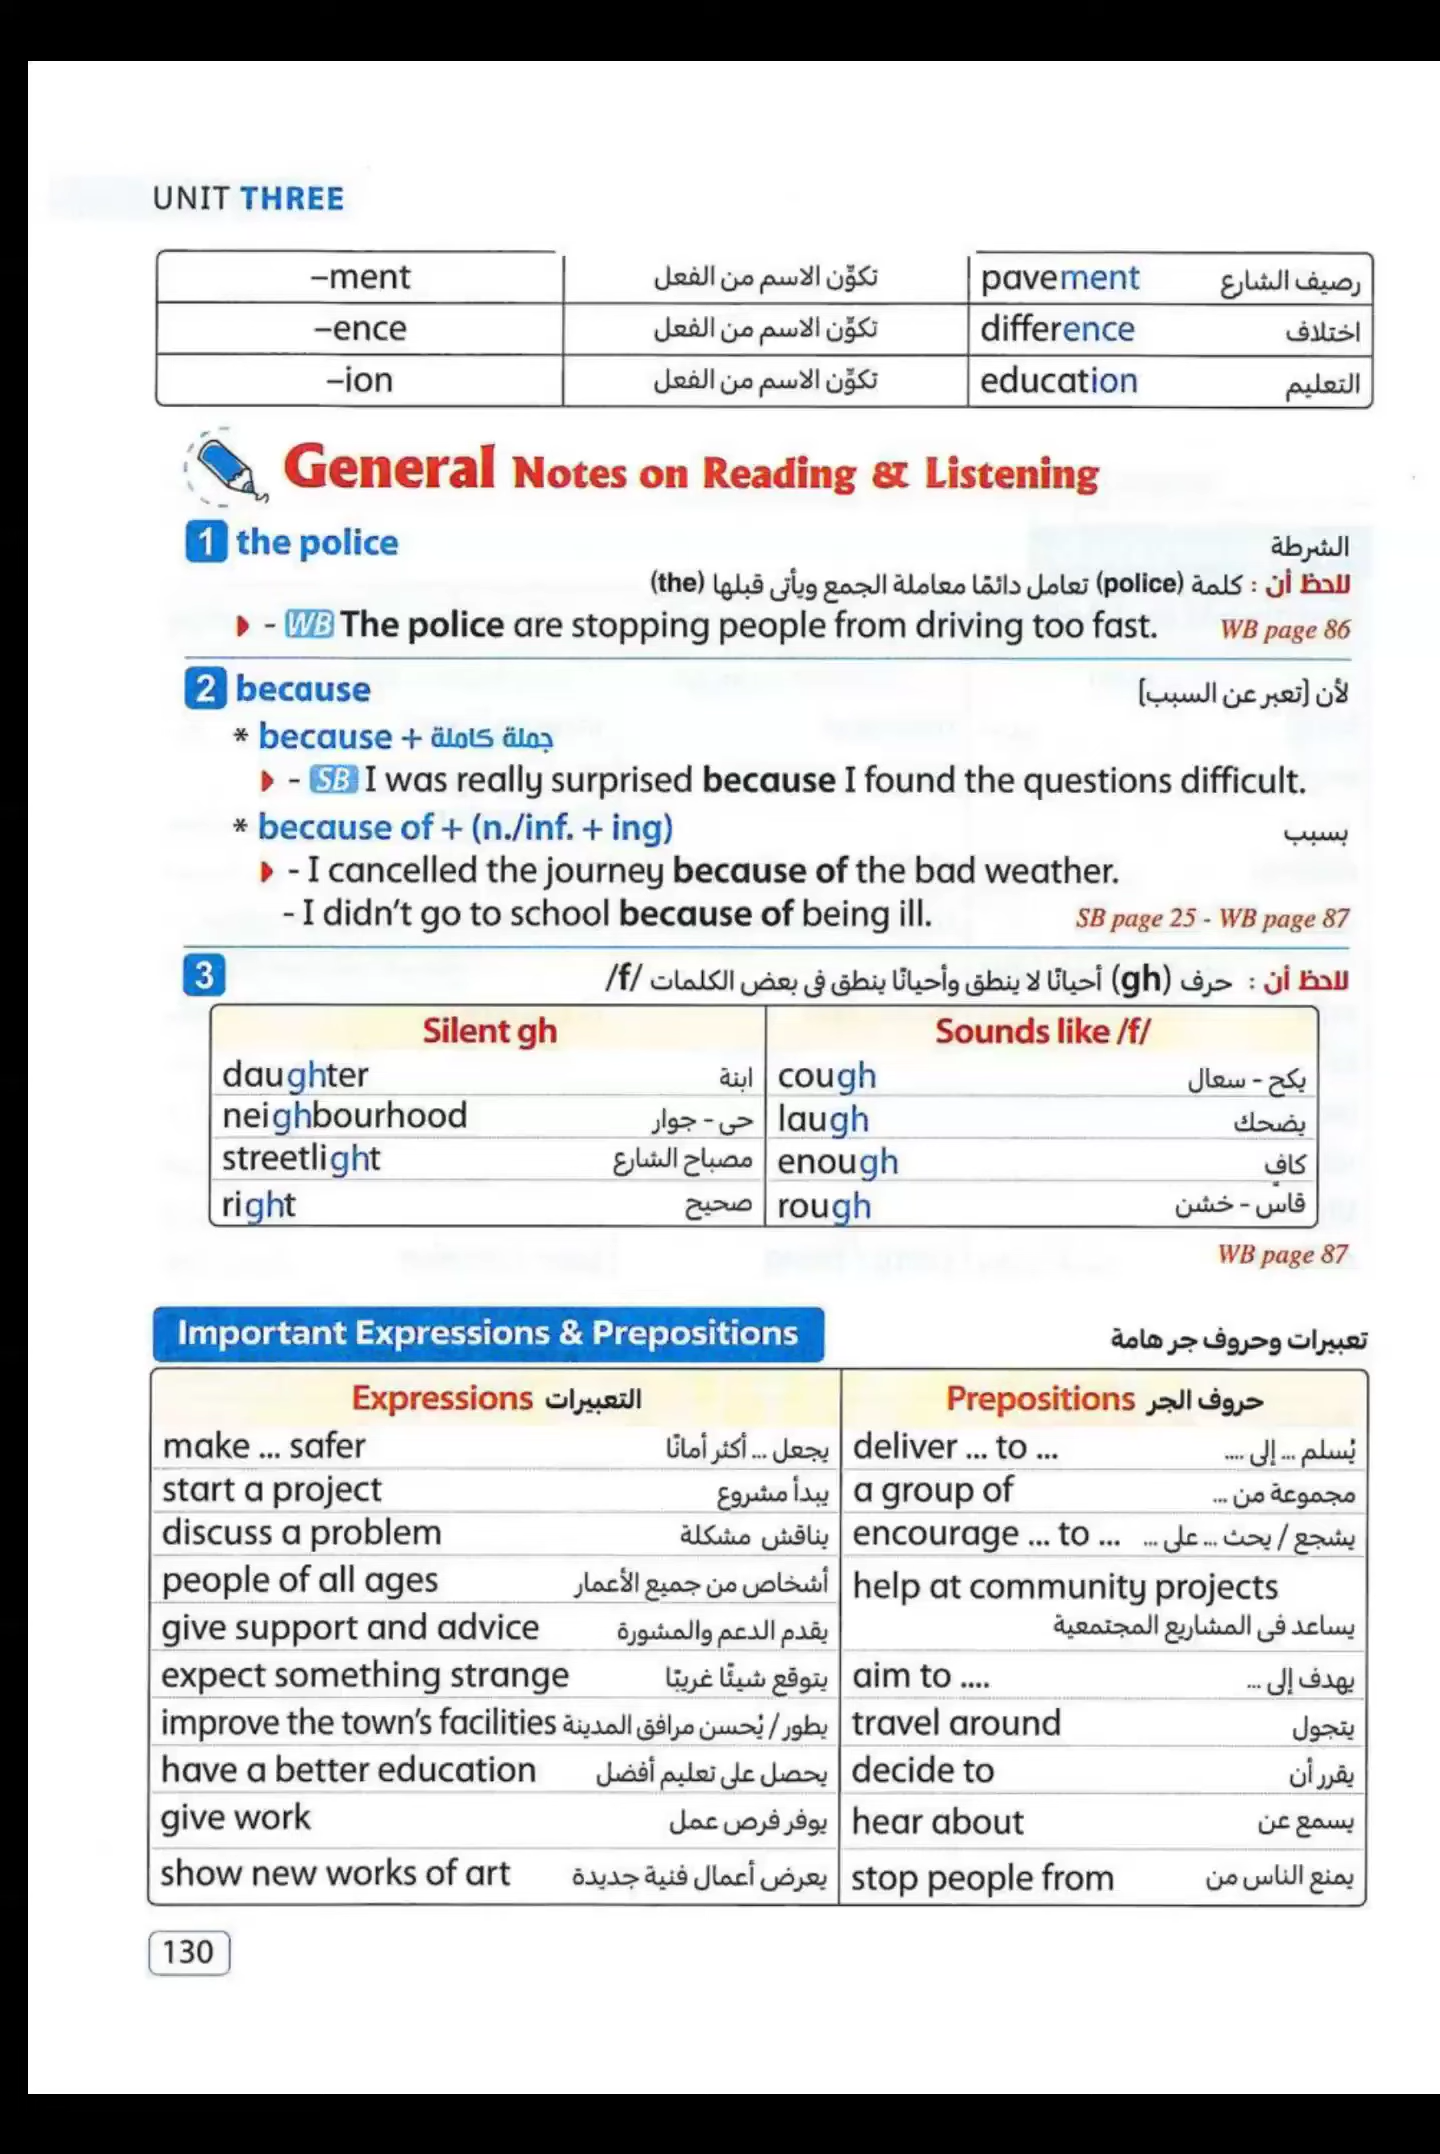 UNIT THREE
–ment تكوِّن الاسم من الفعل pavement رصيف الشارع
–ence تكوِّن الاسم من الفعل difference اختلاف
–ion تكوِّن الاسم من الفعل education التعليم
General Notes on Reading & Listening
1 the police الشرطة
لاحظ أن : كلمة (police) تعامل دائمًا معاملة الجمع ويأتى قبلها (the)
- WB The police are stopping people from driving too fast. WB page 86
2 because لأن [تعبر عن السبب]
* because + جملة كاملة
- SB I was really surprised because I found the questions difficult.
* because of + (n./inf. + ing) بسبب
- I cancelled the journey because of the bad weather.
- I didn't go to school because of being ill. SB page 25 - WB page 87
3 لاحظ أن : حرف (gh) أحيانًا لا ينطق وأحيانًا ينطق فى بعض الكلمات /f/
Silent gh Sounds like /f/
daughter ابنة cough يكح - سعال
neighbourhood حى - جوار laugh يضحك
streetlight مصباح الشارع enough كافٍ
right صحيح rough قاسٍ - خشن
WB page 87
Important Expressions & Prepositions تعبيرات وحروف جر هامة
Expressions التعبيرات Prepositions حروف الجر
make ... safer يجعل ... أكثر أمانًا deliver ... to ... يُسلم ... إلى ....
start a project يبدأ مشروع a group of مجموعة من ...
discuss a problem يناقش مشكلة encourage ... to ... يشجع / يحث ... على ...
people of all ages أشخاص من جميع الأعمار help at community projects
give support and advice يقدم الدعم والمشورة يساعد فى المشاريع المجتمعية
expect something strange يتوقع شيئًا غريبًا aim to .... يهدف إلى ...
improve the town's facilities يطور / يُحسن مرافق المدينة travel around يتجول
have a better education يحصل على تعليم أفضل decide to يقرر أن
give work يوفر فرص عمل hear about يسمع عن
show new works of art يعرض أعمال فنية جديدة stop people from يمنع الناس من
130